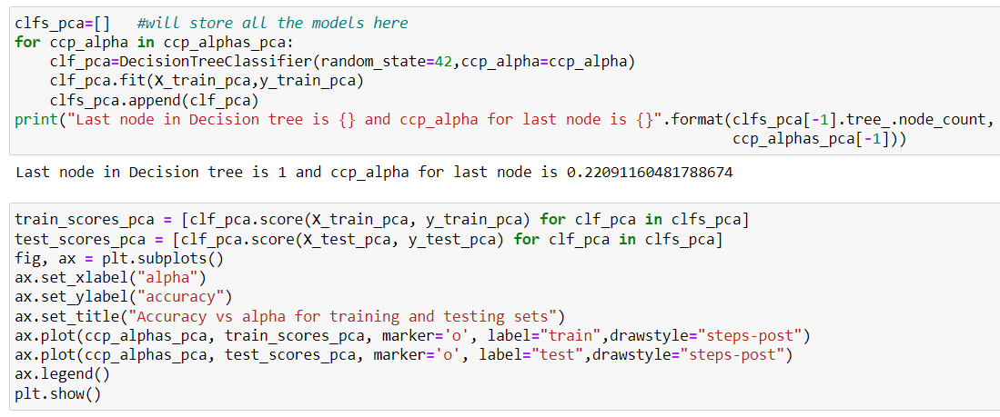 clfs_pca=[]   #will store all the models here
for ccp_alpha in ccp_alphas_pca:
    clf_pca=DecisionTreeClassifier(random_state=42,ccp_alpha=ccp_alpha)
    clf_pca.fit(X_train_pca,y_train_pca)
    clfs_pca.append(clf_pca)
print("Last node in Decision tree is {} and ccp_alpha for last node is {}".format(clfs_pca[-1].tree_.node_count,
                                                                                  ccp_alphas_pca[-1]))
Last node in Decision tree is 1 and ccp_alpha for last node is 0.22091160481788674
train_scores_pca = [clf_pca.score(X_train_pca, y_train_pca) for clf_pca in clfs_pca]
test_scores_pca = [clf_pca.score(X_test_pca, y_test_pca) for clf_pca in clfs_pca]
fig, ax = plt.subplots()
ax.set_xlabel("alpha")
ax.set_ylabel("accuracy")
ax.set_title("Accuracy vs alpha for training and testing sets")
ax.plot(ccp_alphas_pca, train_scores_pca, marker='o', label="train",drawstyle="steps-post")
ax.plot(ccp_alphas_pca, test_scores_pca, marker='o', label="test",drawstyle="steps-post")
ax.legend()
plt.show()